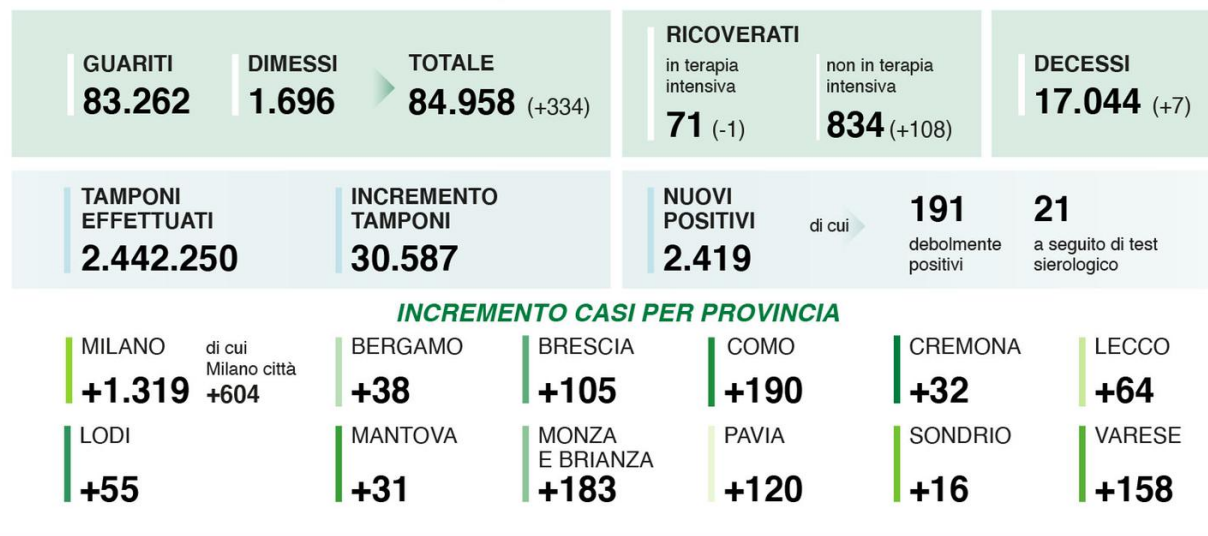 GUARITI
83.262
DIMESSI
1.696
TOTALE
84.958 (+334)
RICOVERATI
in terapia
intensiva
71 (-1)
non in terapia
intensiva
834 (+108)
DECESSI
17.044 (+7)
TAMPONI
EFFETTUATI
2.442.250
INCREMENTO
TAMPONI
30.587
NUOVI
POSITIVI
2.419
di cui
191
debolmente
positivi
21
a seguito di test
sierologico
INCREMENTO CASI PER PROVINCIA
MILANO
+1.319
di cui
Milano città
+604
BERGAMO
+38
BRESCIA
+105
COMO
+190
CREMONA
+32
LECCO
+64
LODI
+55
MANTOVA
+31
MONZA
E BRIANZA
+183
PAVIA
+120
SONDRIO
+16
VARESE
+158